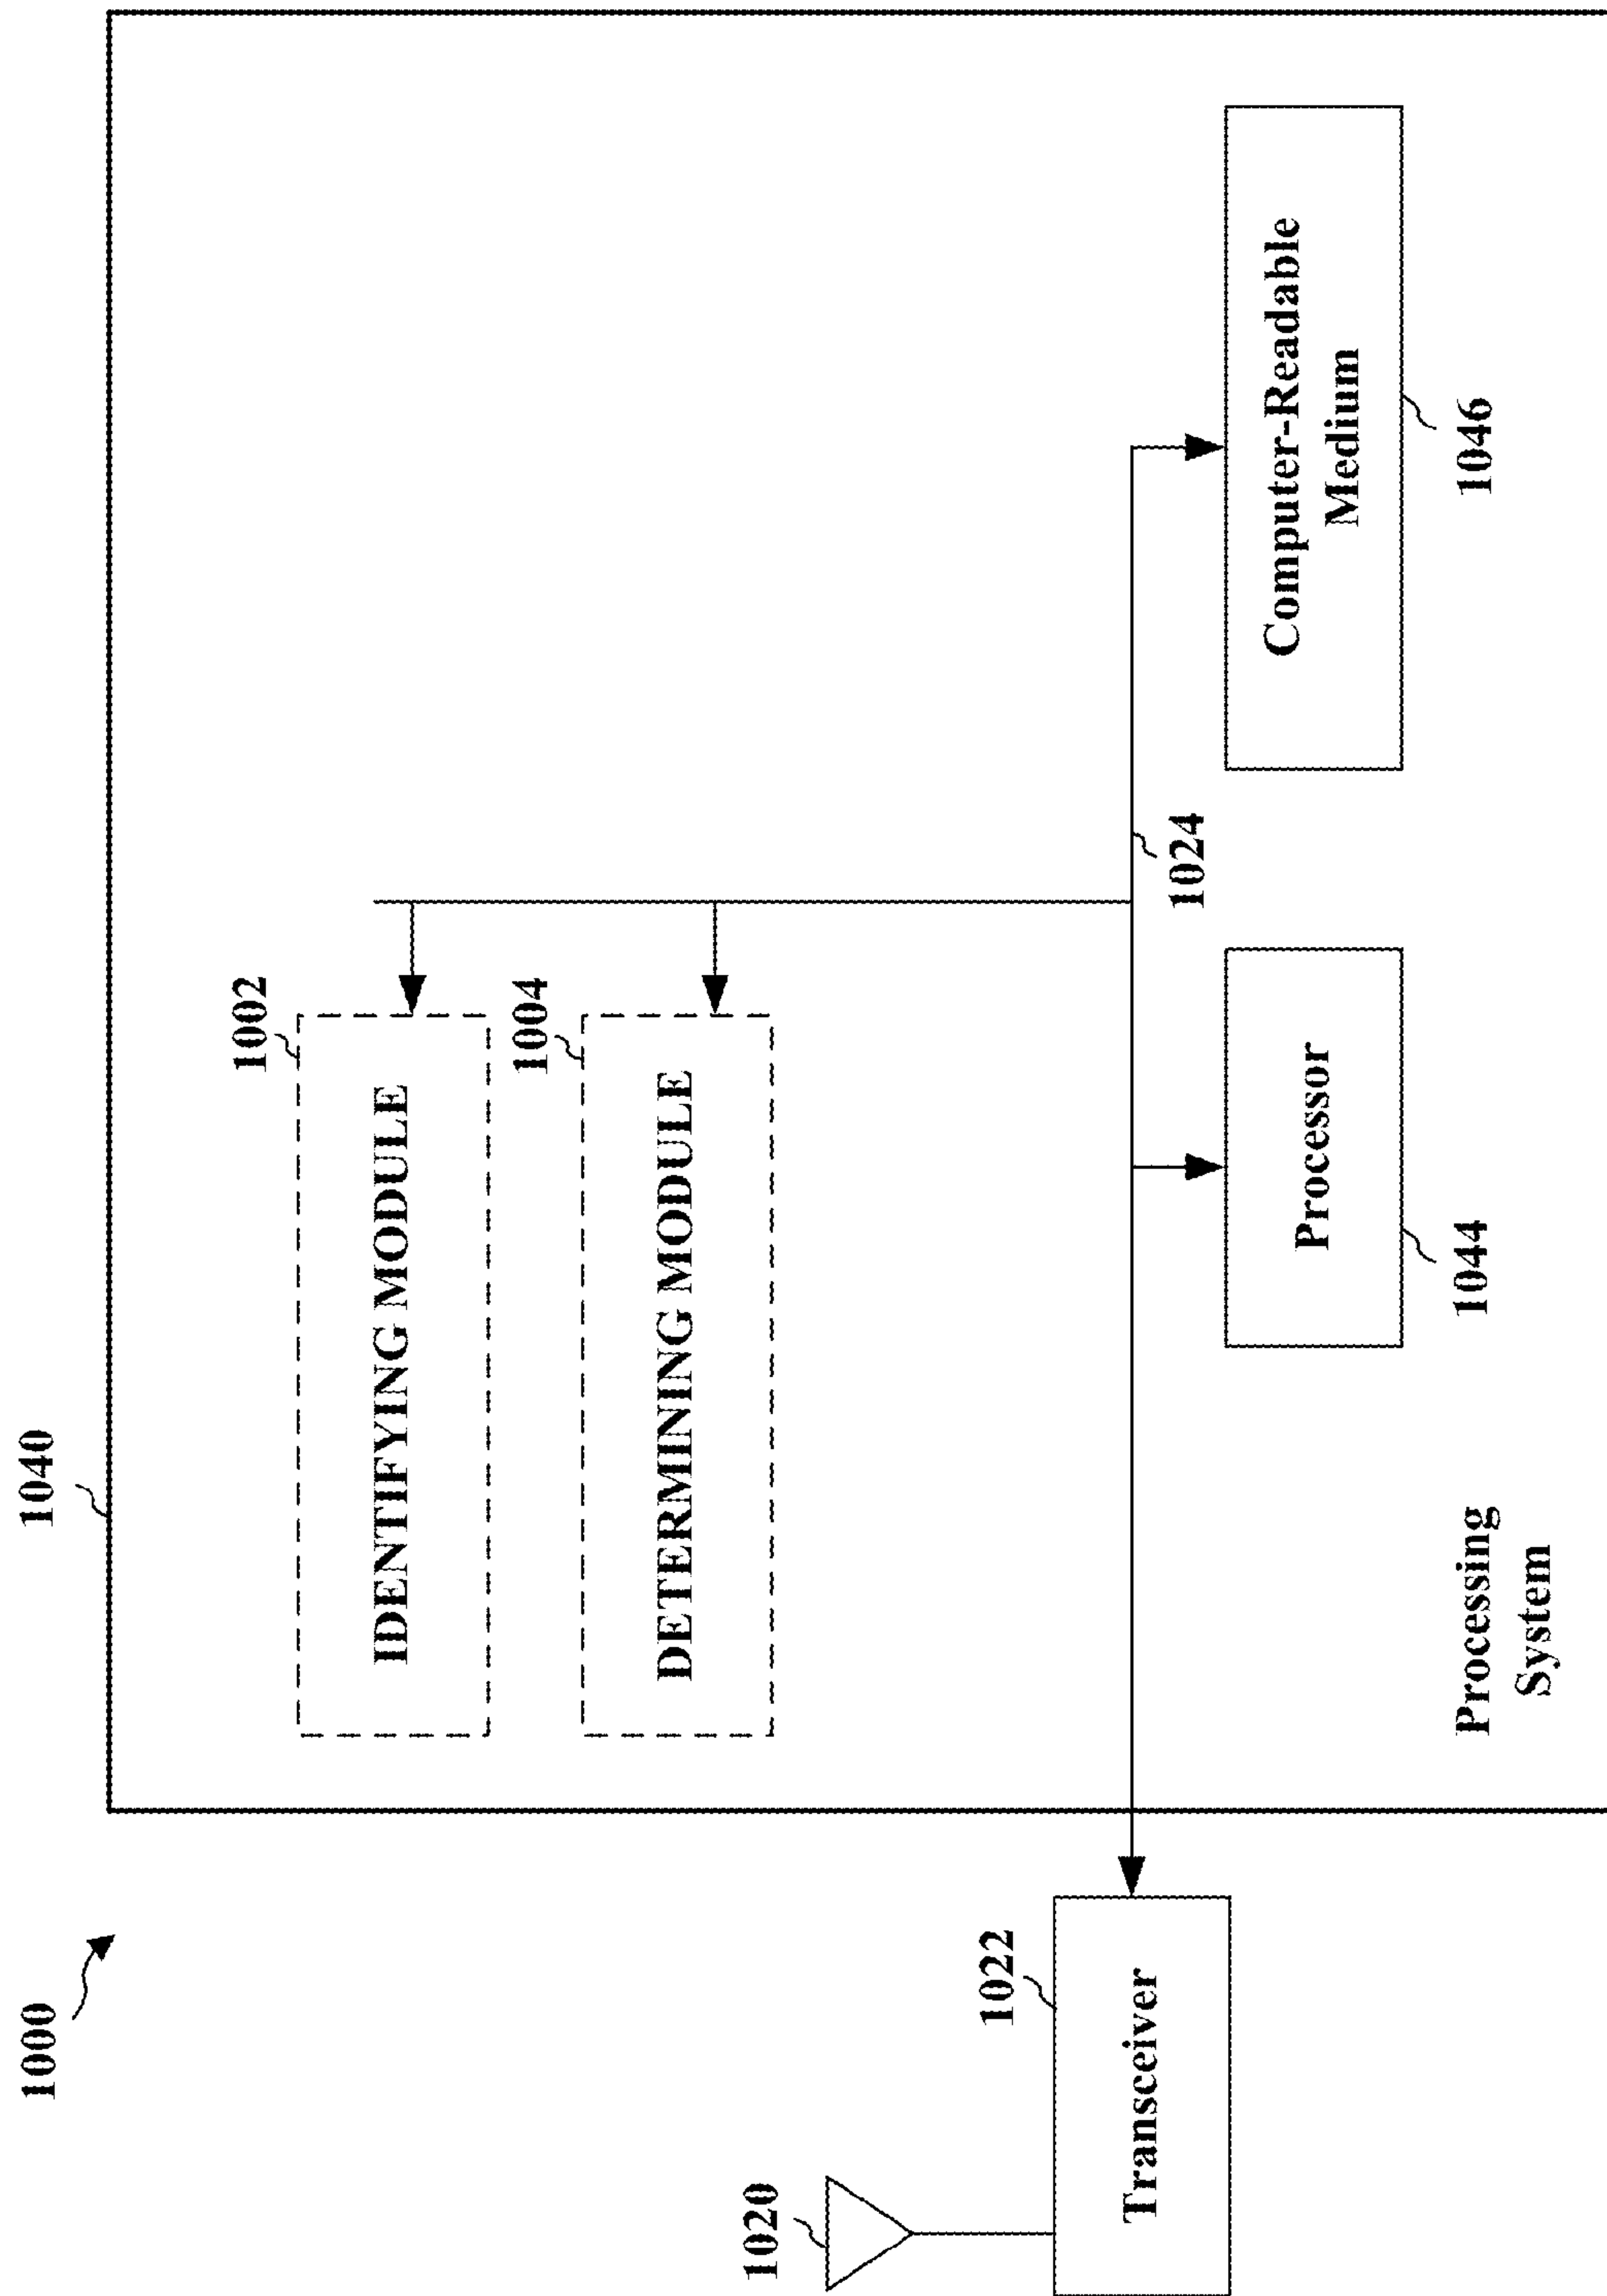 1000
1040
1002
IDENTIFYING MODULE
1004
DETERMINING MODULE
1020
1022
Transceiver
1024
Processor
1044
Computer-Readable
Medium
1046
Processing
System